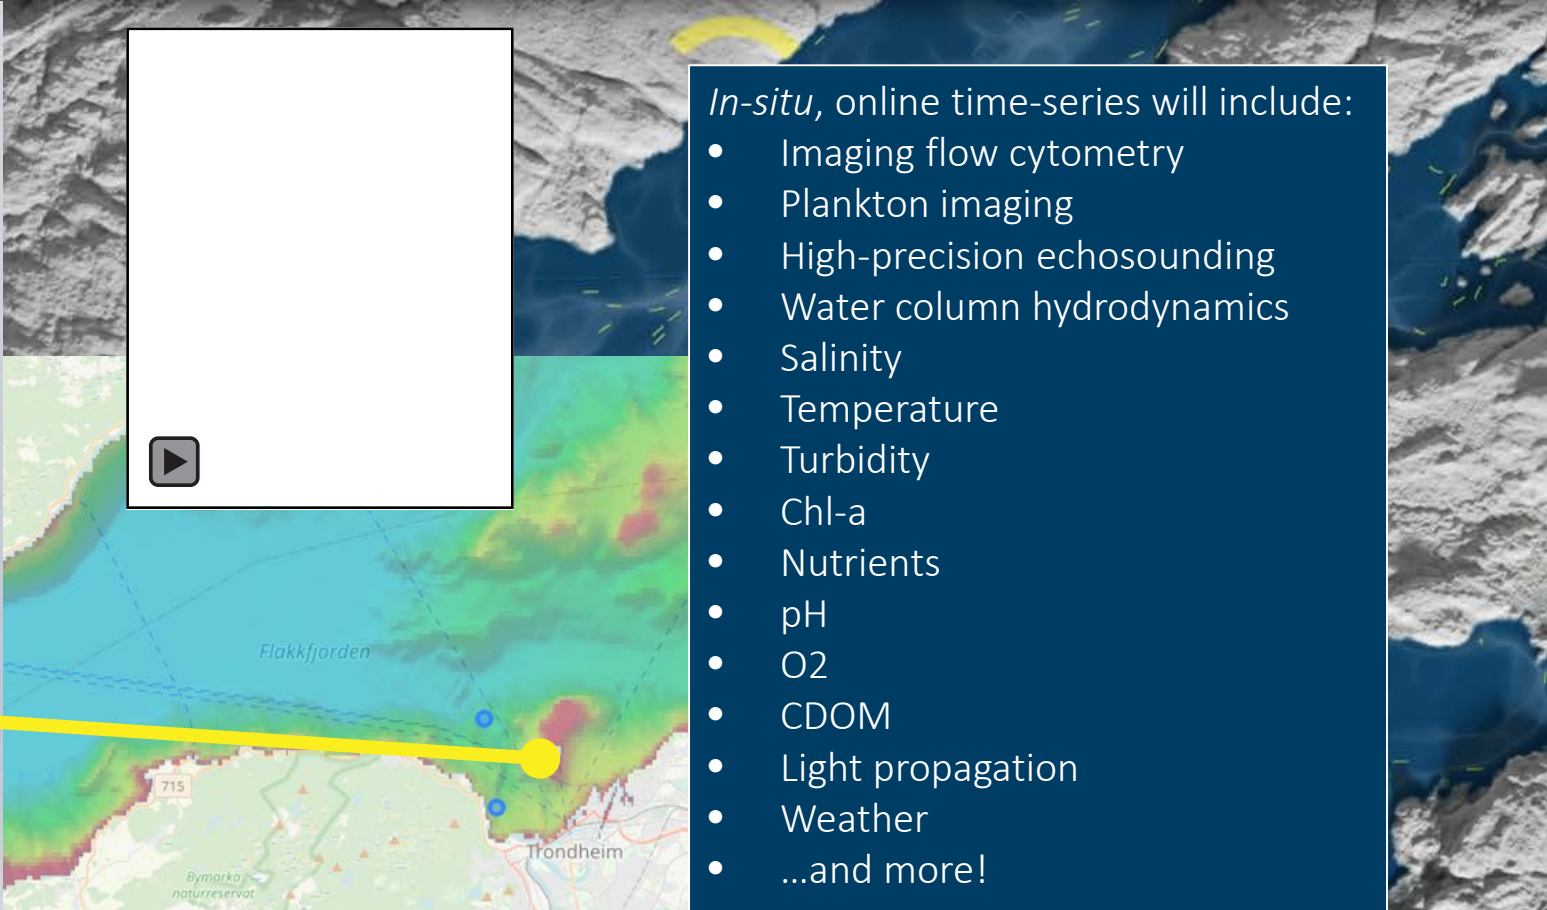 In-situ, online time-series will include:
• Imaging flow cytometry
• Plankton imaging
• High-precision echosounding
• Water column hydrodynamics
• Salinity
• Temperature
• Turbidity
• Chl-a
• Nutrients
• pH
• O2
• CDOM
• Light propagation
• Weather
• ...and more!
Flakkfjorden
715
Trondheim
Bymarka
naturreservat